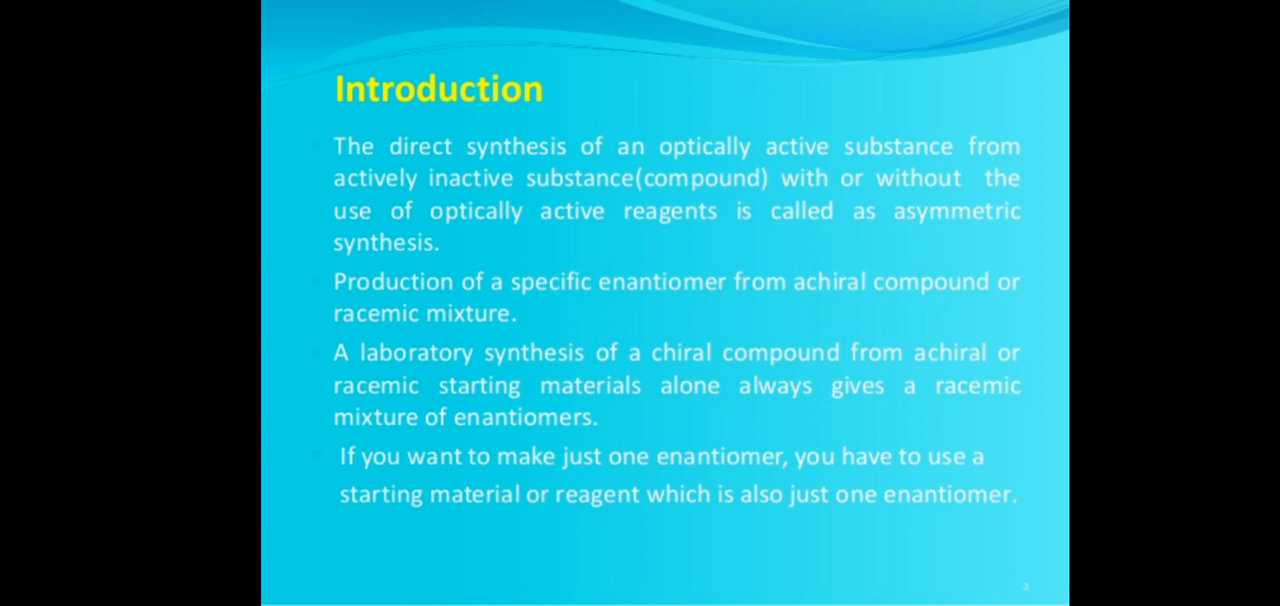 Introduction
The direct synthesis of an optically active substance from
actively inactive substance(compound) with or without the
use of optically active reagents is called as asymmetric
synthesis.
Production of a specific enantiomer from achiral compound or
racemic mixture.
A laboratory synthesis of a chiral compound from achiral or
racemic starting materials alone always gives a racemic
mixture of enantiomers.
If you want to make just one enantiomer, you have to use a
starting material or reagent which is also just one enantiomer.
2